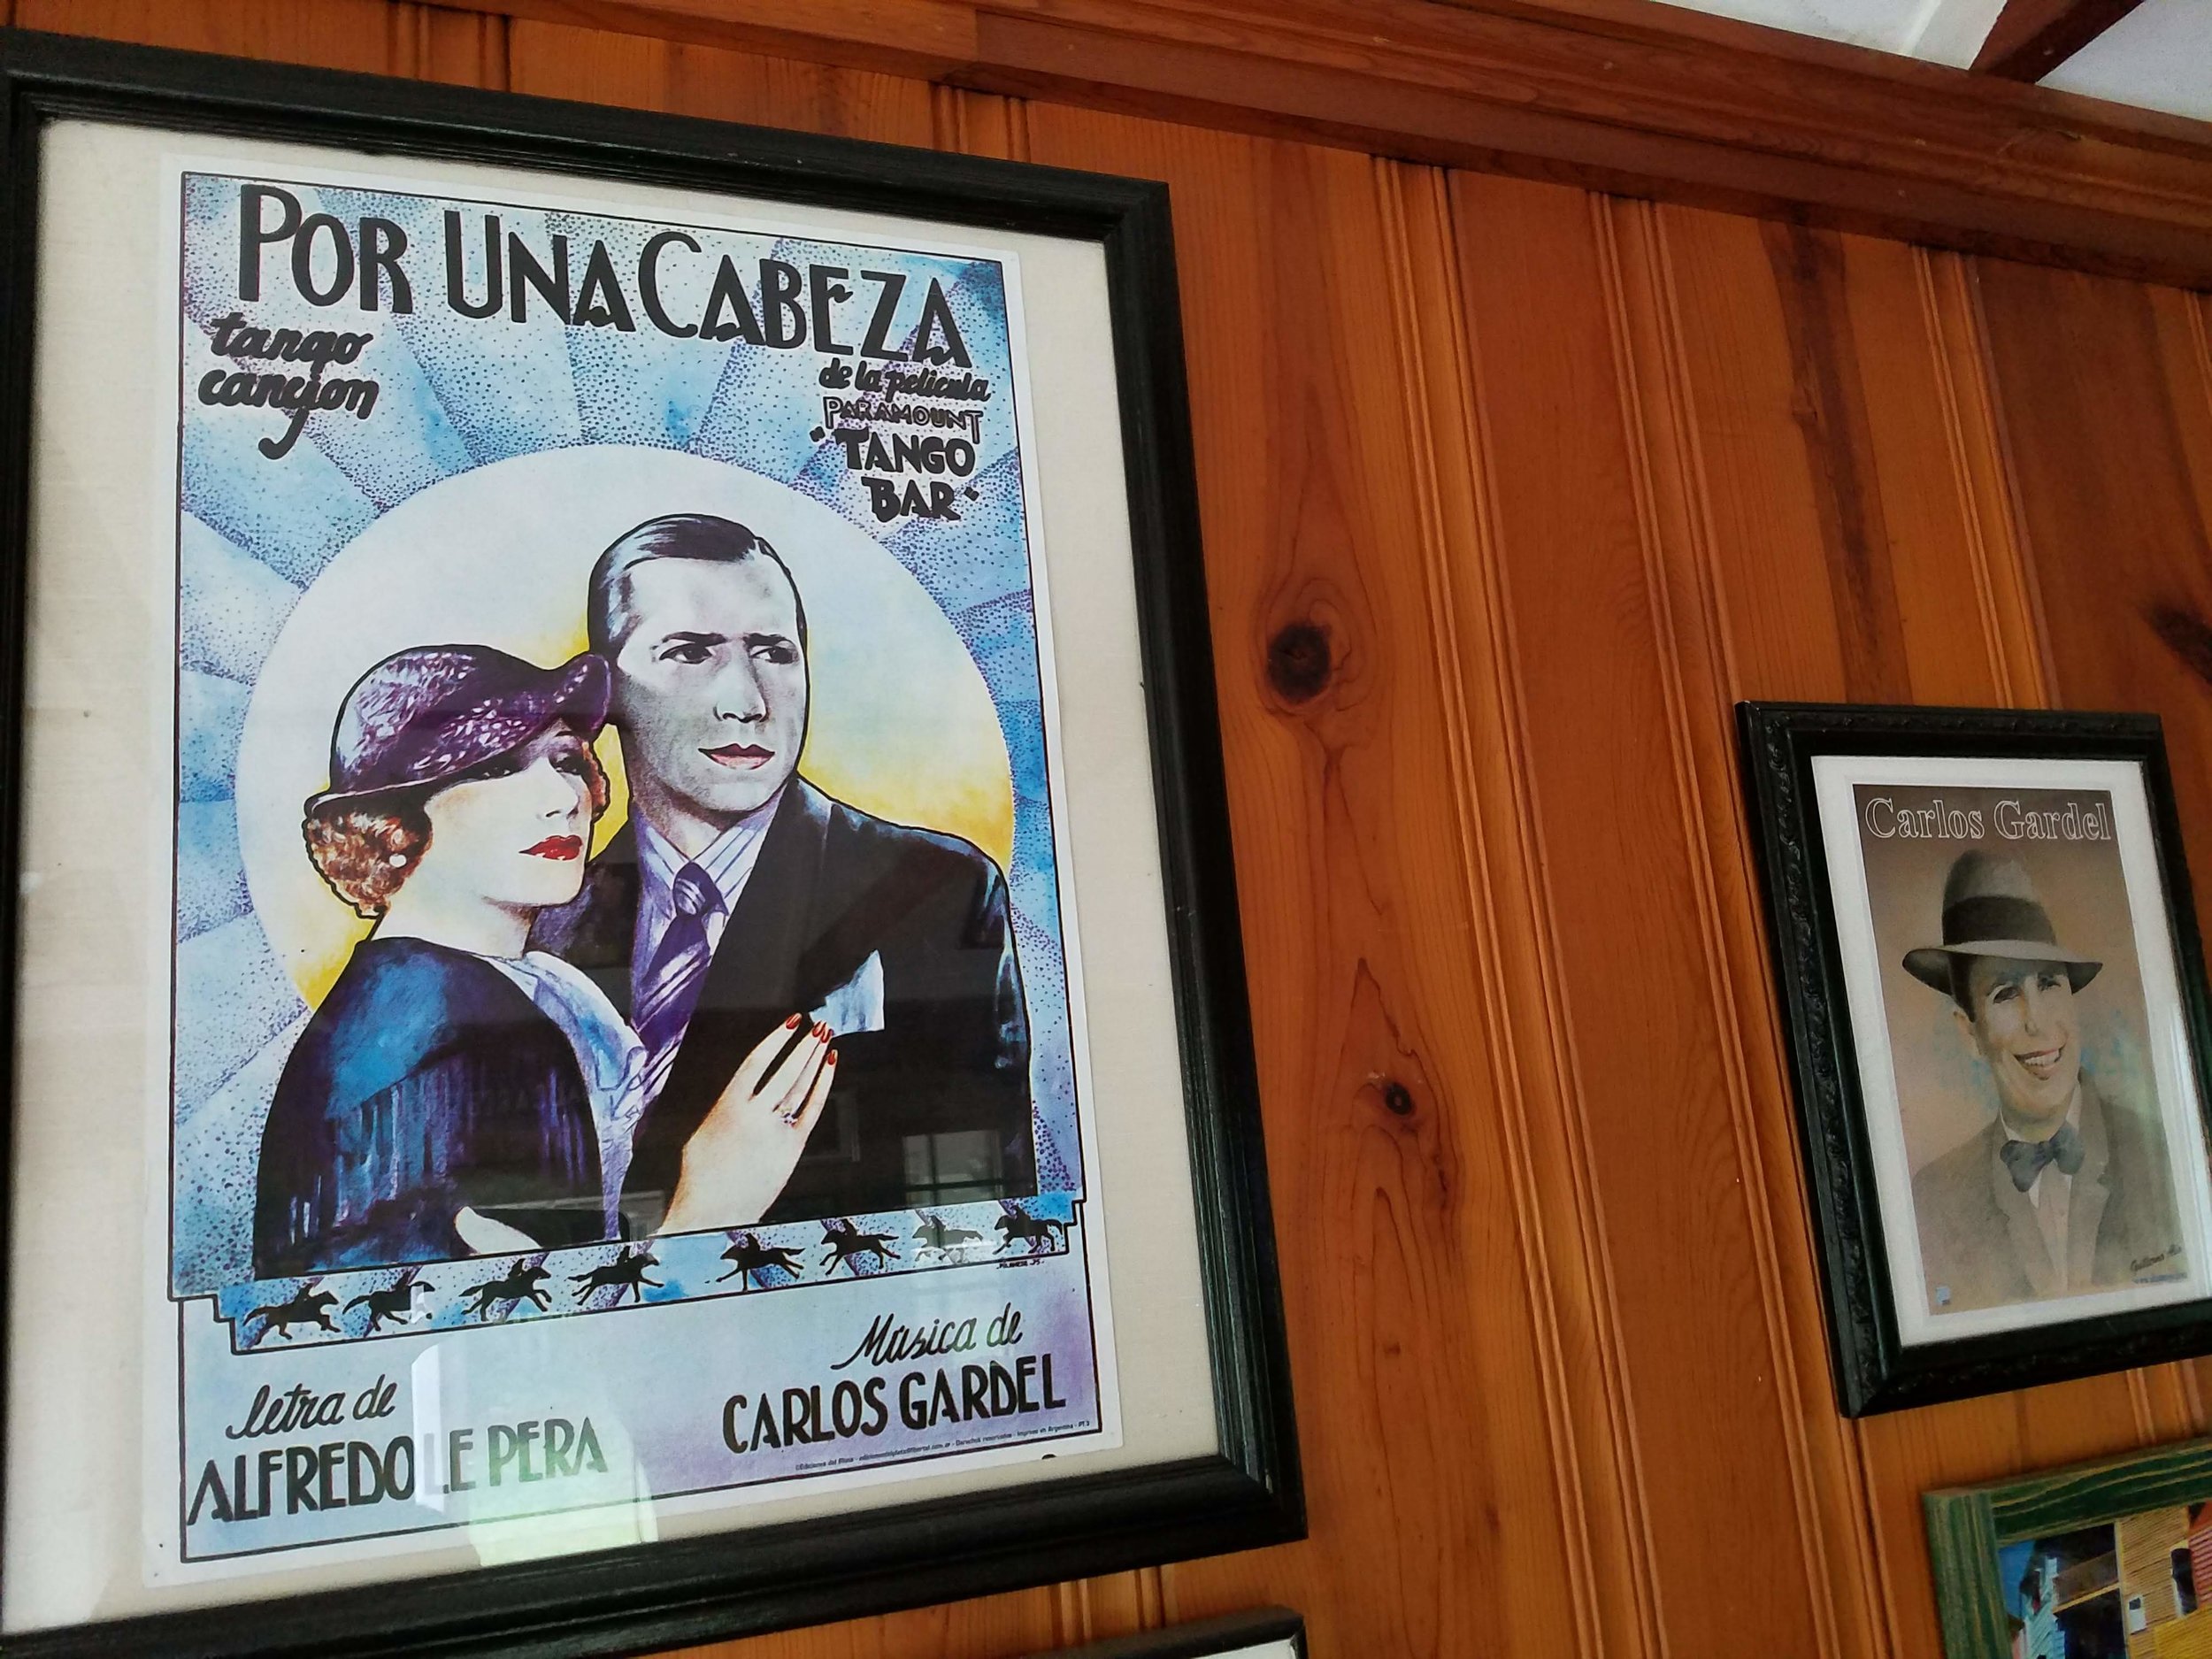 POR UNA CABEZA
tango
cancion
de la pelicula
PARAMOUNT
"TANGO
BAR"
letra de
ALFREDO LE PERA
Música de
CARLOS GARDEL
Carlos Gardel